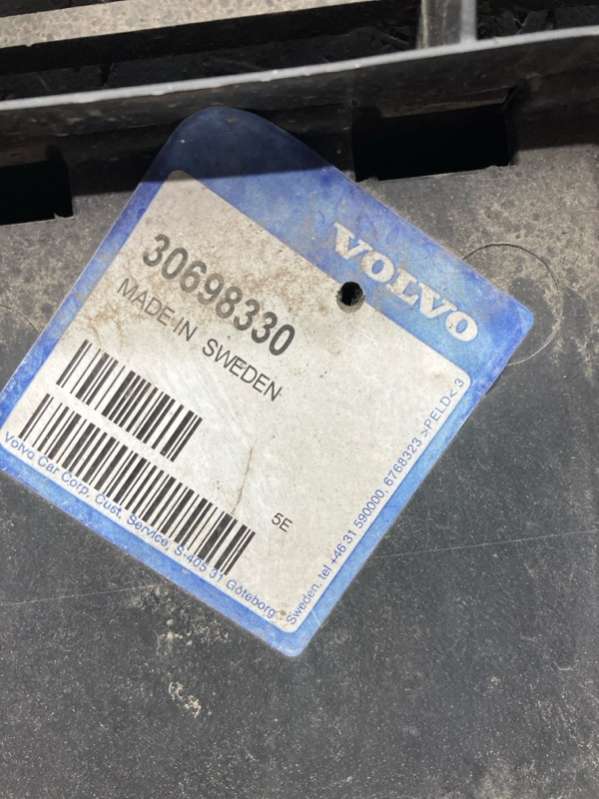 VOLVO
30698330
MADE IN SWEDEN
5E
Volvo Car Corp. Cust. Service, S-405 31 Göteborg
Sweden. tel +46 31 590000, 6768323 >PELD< 3